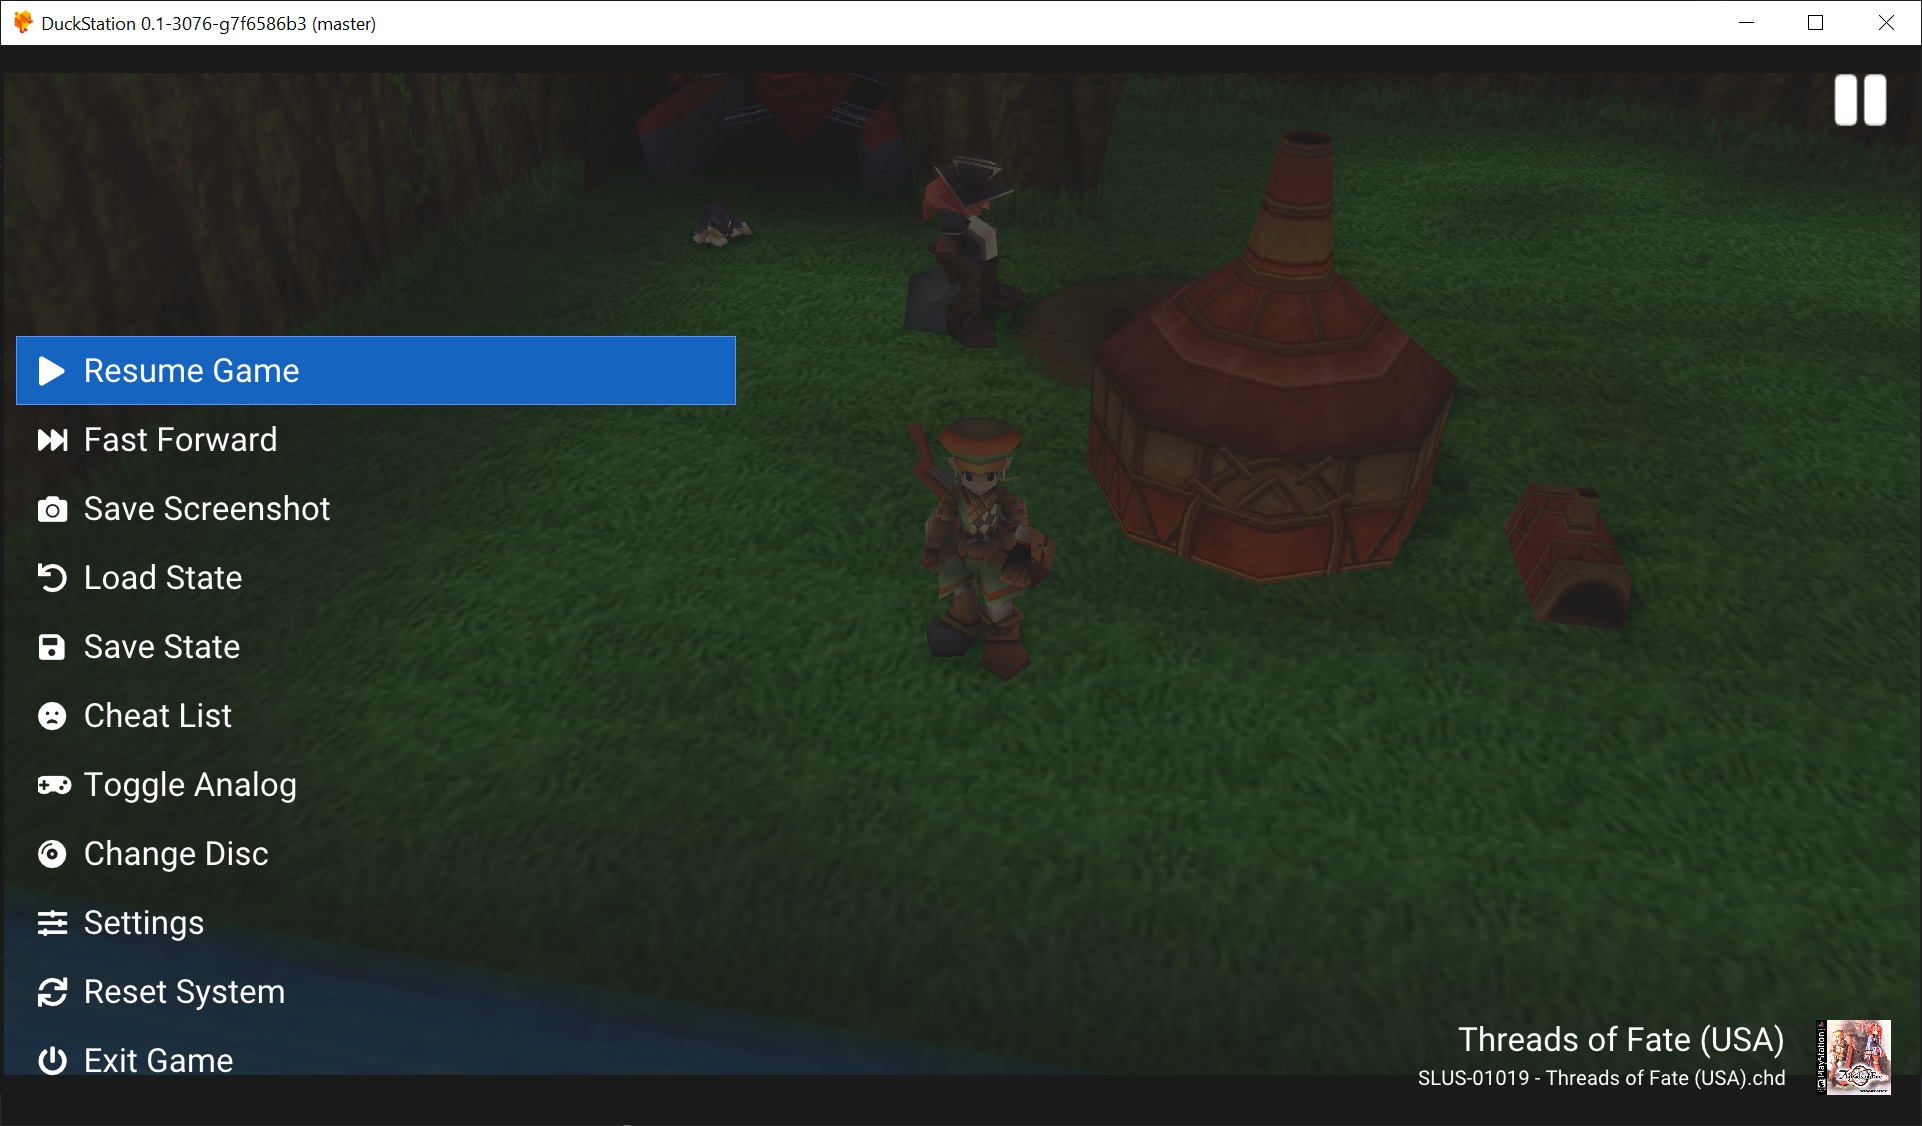 DuckStation 0.1-3076-g7f6586b3 (master)
Resume Game
Fast Forward
Save Screenshot
Load State
Save State
Cheat List
Toggle Analog
Change Disc
Settings
Reset System
Exit Game
Threads of Fate (USA)
SLUS-01019 - Threads of Fate (USA).chd
PlayStation